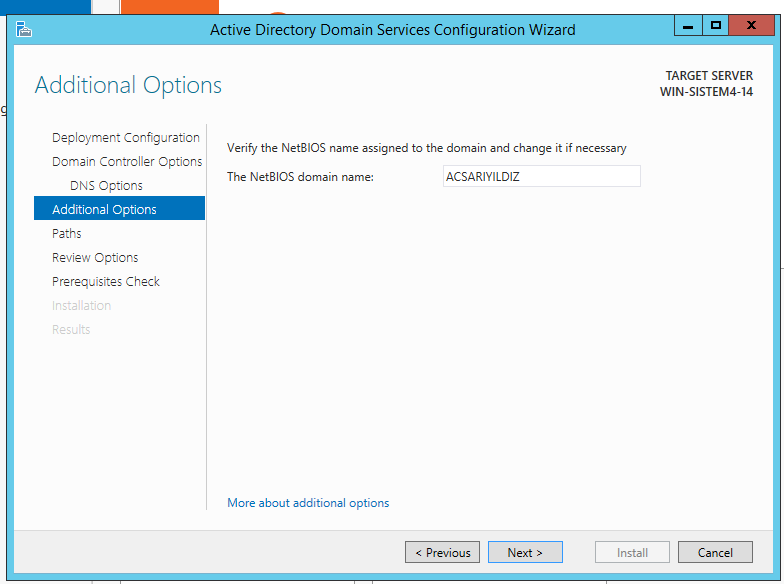 Active Directory Domain Services Configuration Wizard
Additional Options
TARGET SERVER
WIN-SISTEM4-14
Deployment Configuration
Domain Controller Options
DNS Options
Additional Options
Paths
Review Options
Prerequisites Check
Installation
Results
Verify the NetBIOS name assigned to the domain and change it if necessary
The NetBIOS domain name: ACSARIYILDIZ
More about additional options
< Previous Next > Install Cancel